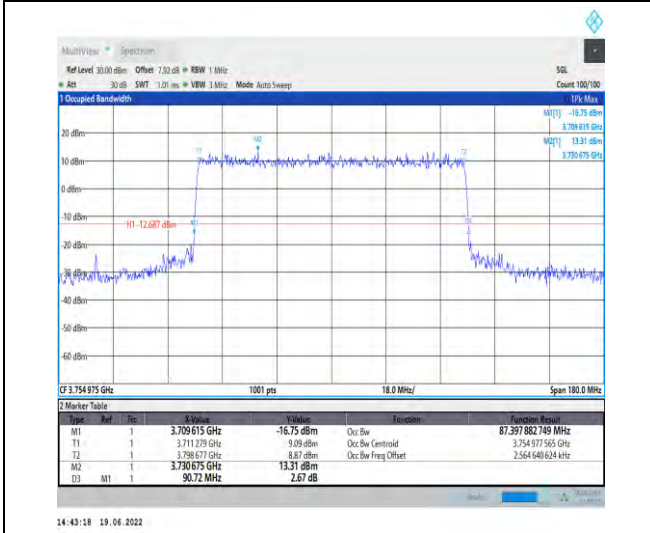 MultiView Spectrum
Ref Level 30.00 dBm Offset 7.92 dB RBW 1 MHz SGL
Att 30 dB SWT 1.01 ms VBW 3 MHz Mode Auto Sweep Count 100/100
1 Occupied Bandwidth 1Pk Max
M1[1] -16.75 dBm
3.709 615 GHz
M2[1] 13.31 dBm
3.730 675 GHz
20 dBm
M2
T1 T2
10 dBm
0 dBm
-10 dBm
H1 -12.687 dBm M1
-20 dBm
-30 dBm
-40 dBm
-50 dBm
-60 dBm
CF 3.754 975 GHz 1001 pts 18.0 MHz/ Span 180.0 MHz
2 Marker Table
Type Ref Trc X-Value Y-Value Function Function Result
M1 1 3.709 615 GHz -16.75 dBm Occ Bw 87.397 882 749 MHz
T1 1 3.711 279 GHz 9.09 dBm Occ Bw Centroid 3.754 977 565 GHz
T2 1 3.798 677 GHz 8.87 dBm Occ Bw Freq Offset 2.564 640 624 kHz
M2 1 3.730 675 GHz 13.31 dBm
D3 M1 1 90.72 MHz 2.67 dB
14:43:18 19.06.2022